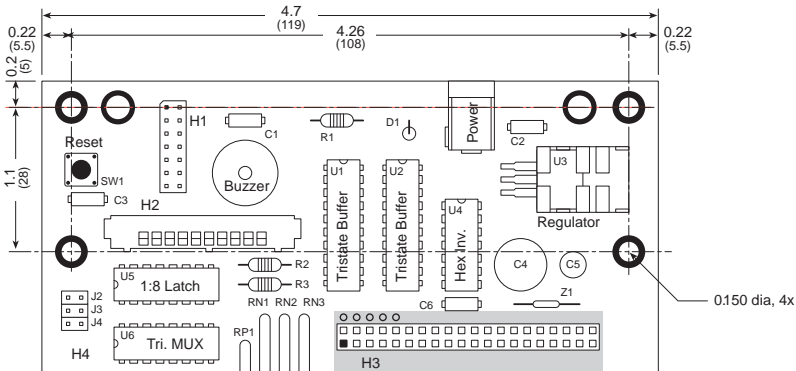 4.7
(119)
0.22
(5.5)
4.26
(108)
0.22
(5.5)
0.2
(5)
1.1
(28)
Reset
SW1
C3
H1
C1
R1
D1
Power
C2
U3
Regulator
Buzzer
H2
U1
Tristate Buffer
U2
Tristate Buffer
U4
Hex Inv.
C4
C5
U5
1:8 Latch
R2
R3
RN1 RN2 RN3
C6
Z1
0.150 dia, 4x
J2
J3
J4
H4
U6
Tri. MUX
RP1
H3